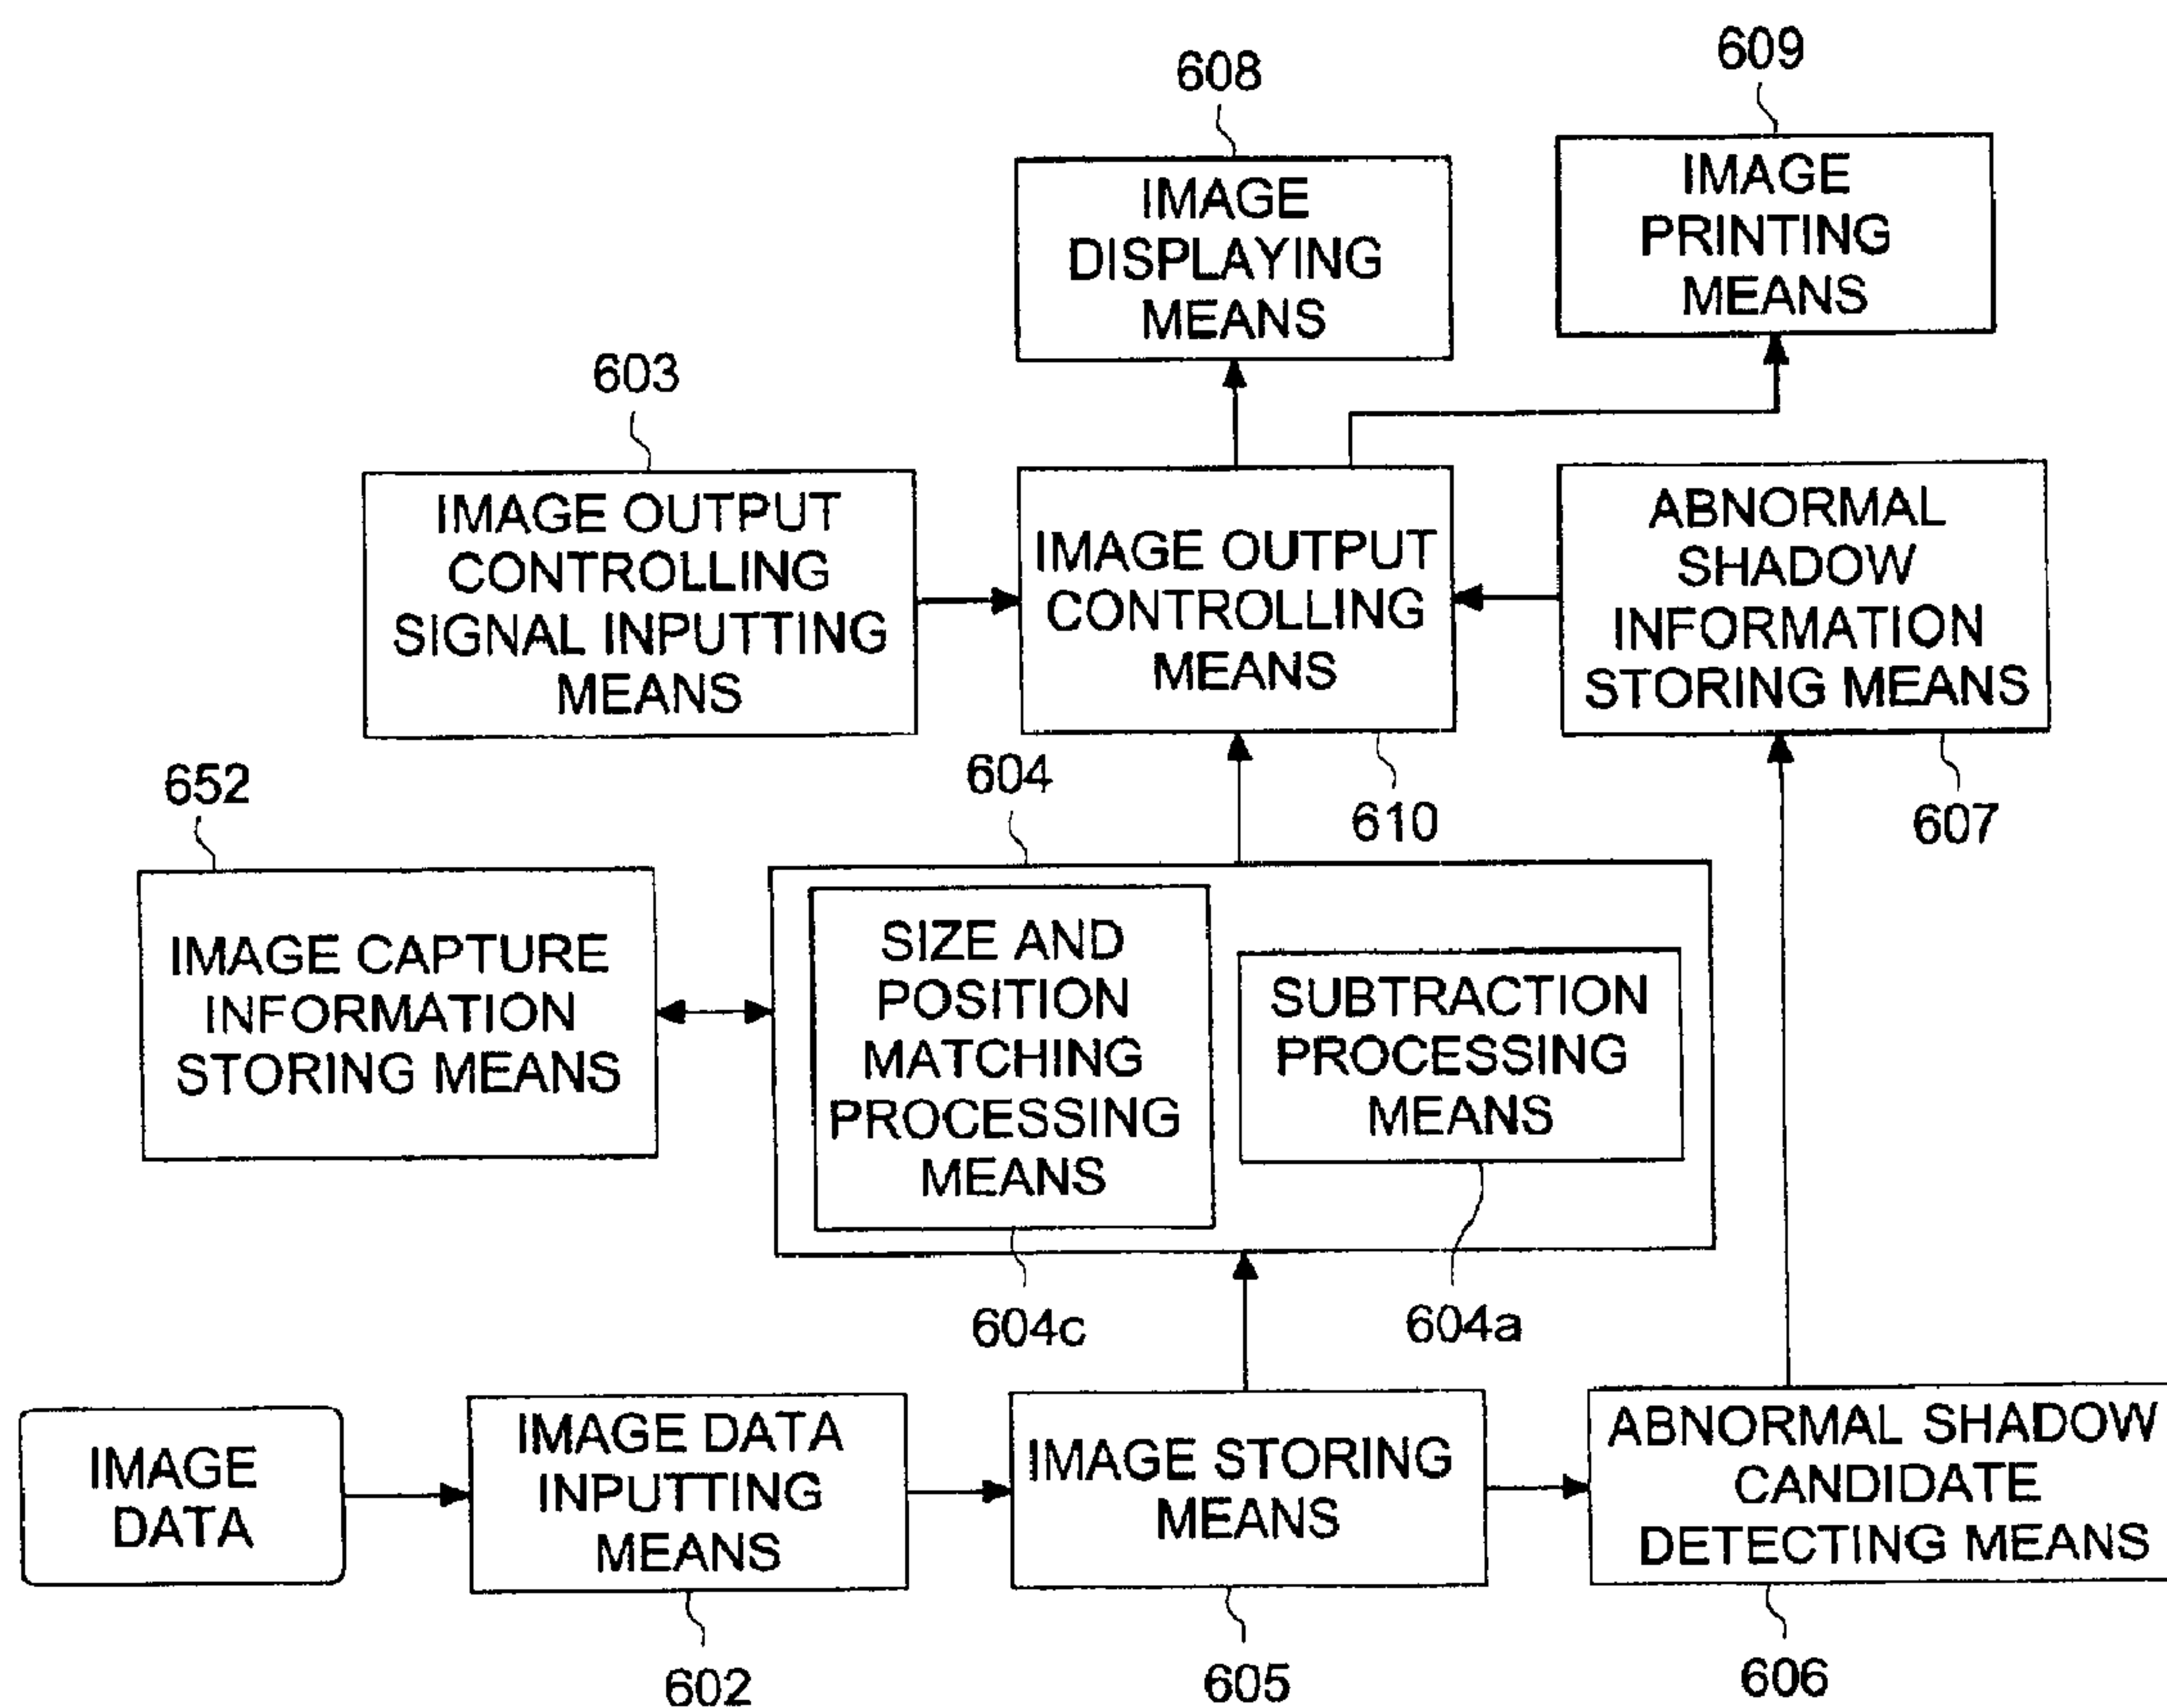 609
608
IMAGE
PRINTING
MEANS
IMAGE
DISPLAYING
MEANS
603
IMAGE OUTPUT
CONTROLLING
SIGNAL INPUTTING
MEANS
IMAGE OUTPUT
CONTROLLING
MEANS
ABNORMAL
SHADOW
INFORMATION
STORING MEANS
652
604
610
607
IMAGE CAPTURE
INFORMATION
STORING MEANS
SIZE AND
POSITION
MATCHING
PROCESSING
MEANS
SUBTRACTION
PROCESSING
MEANS
604c
604a
IMAGE
DATA
IMAGE DATA
INPUTTING
MEANS
IMAGE STORING
MEANS
ABNORMAL SHADOW
CANDIDATE
DETECTING MEANS
602
605
606